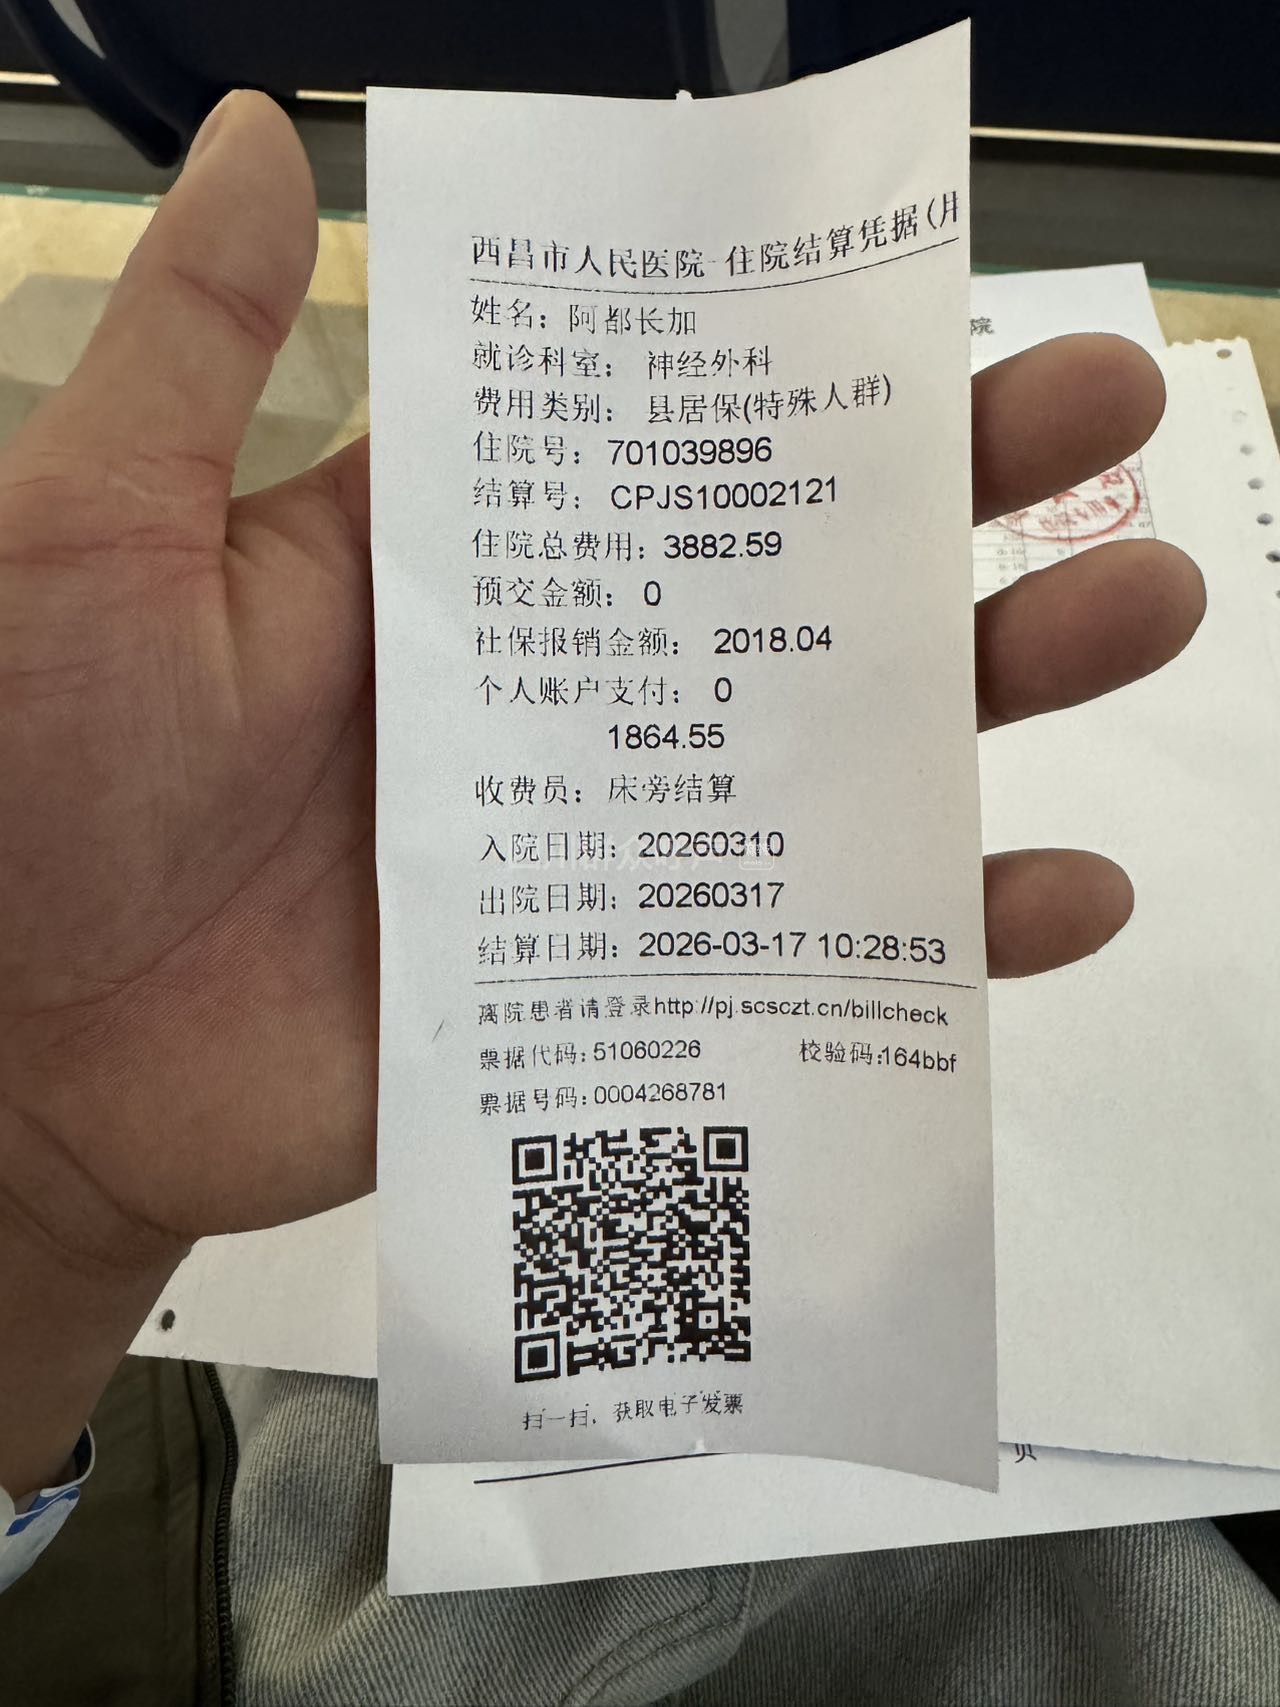 西昌市人民医院-住院结算凭据(用
姓名：阿都长加
就诊科室：神经外科
费用类别：县居保(特殊人群)
住院号：701039896
结算号：CPJS10002121
住院总费用：3882.59
预交金额：0
社保报销金额：2018.04
个人账户支付：0
1864.55
收费员：床旁结算
入院日期：20260310
出院日期：20260317
结算日期：2026-03-17 10:28:53
离院患者请登录http://pj.scsczt.cn/billcheck
票据代码:51060226 校验码:164bbf
票据号码:0004268781
扫一扫，获取电子发票
院
页